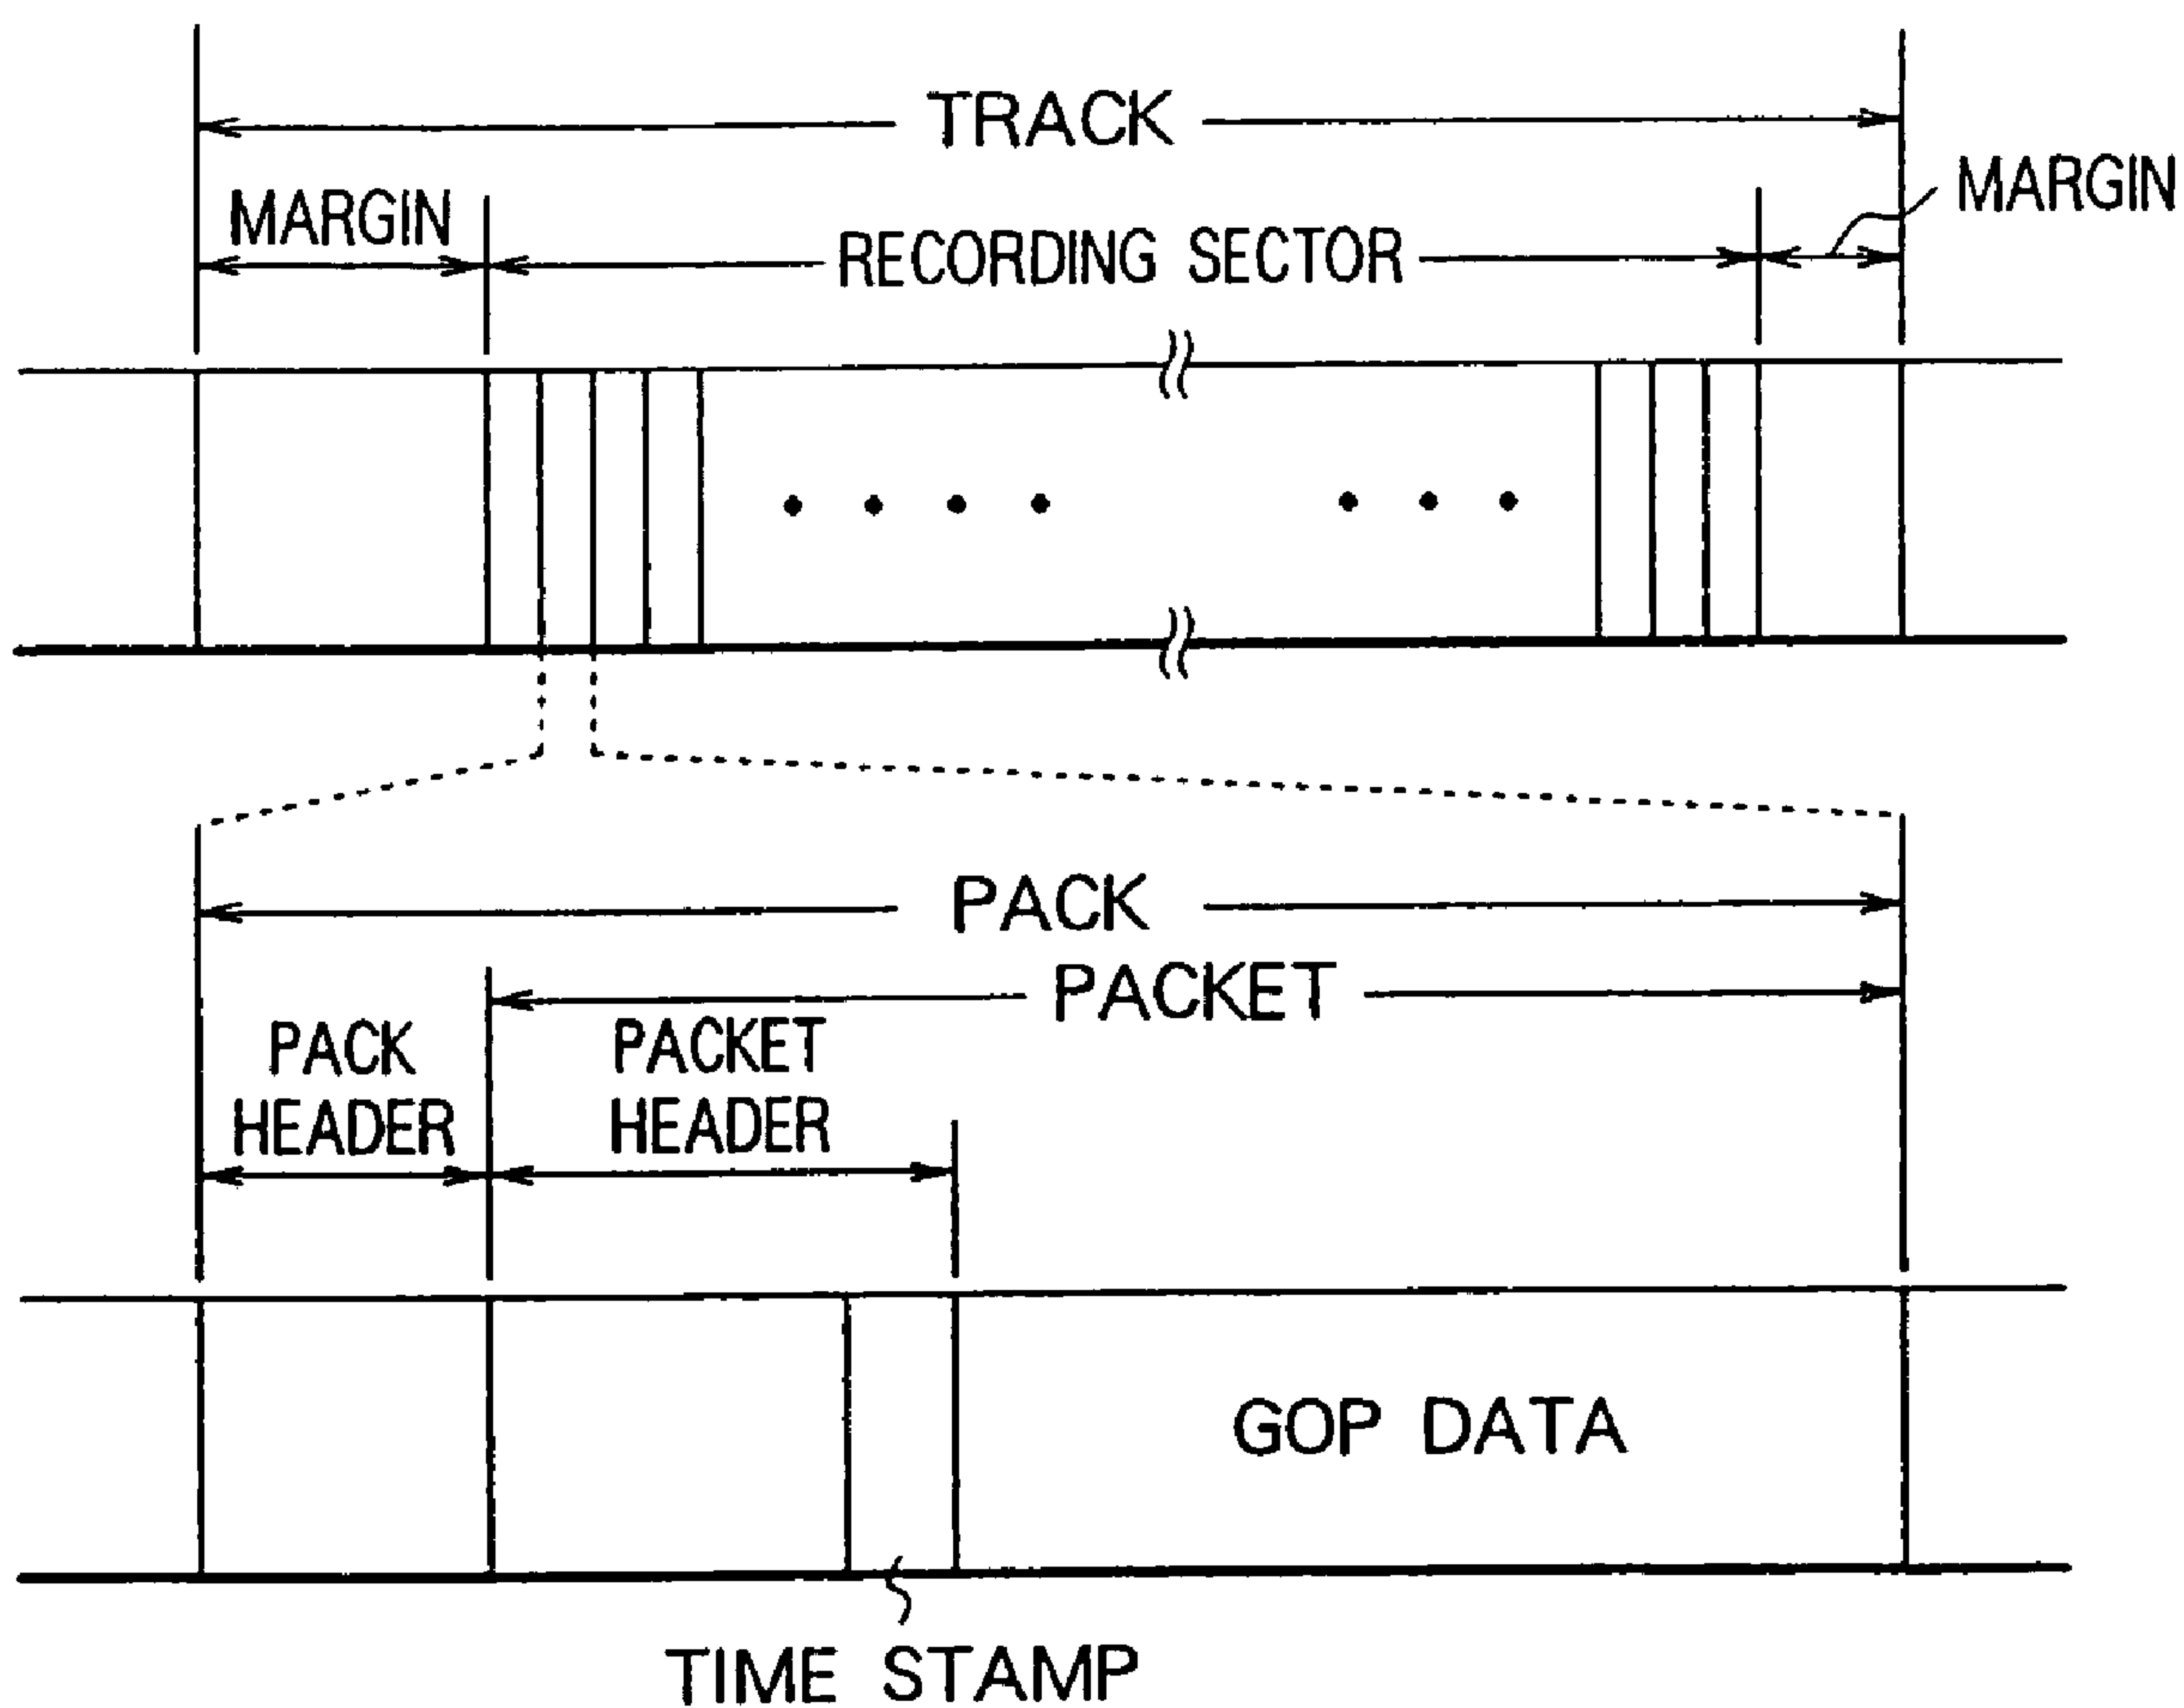 TRACK
MARGIN
MARGIN
RECORDING SECTOR
PACK
PACKET
PACK
HEADER
PACKET
HEADER
GOP DATA
TIME STAMP